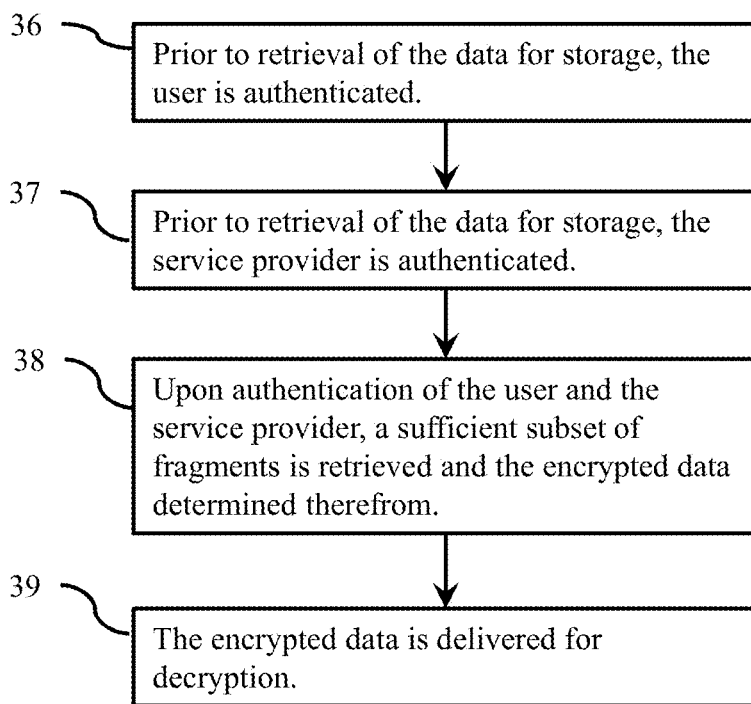 36
Prior to retrieval of the data for storage, the
user is authenticated.
37
Prior to retrieval of the data for storage, the
service provider is authenticated.
38
Upon authentication of the user and the
service provider, a sufficient subset of
fragments is retrieved and the encrypted data
determined therefrom.
39
The encrypted data is delivered for
decryption.